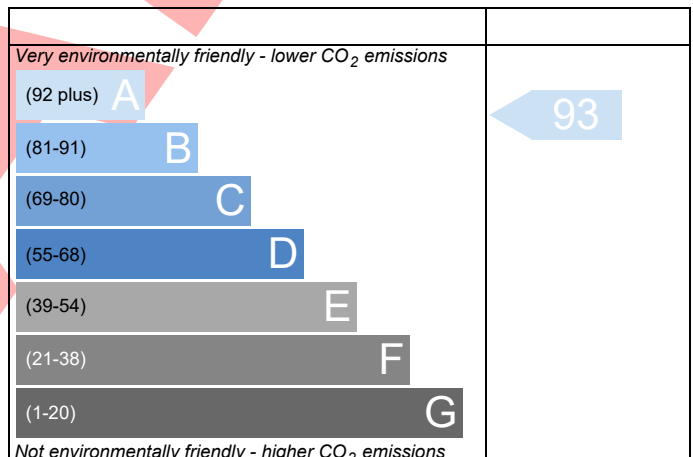 Very environmentally friendly - lower CO2 emissions
(92 plus) A
93
(81-91) B
(69-80) C
(55-68) D
(39-54) E
(21-38) F
(1-20) G
Not environmentally friendly - higher CO2 emissions